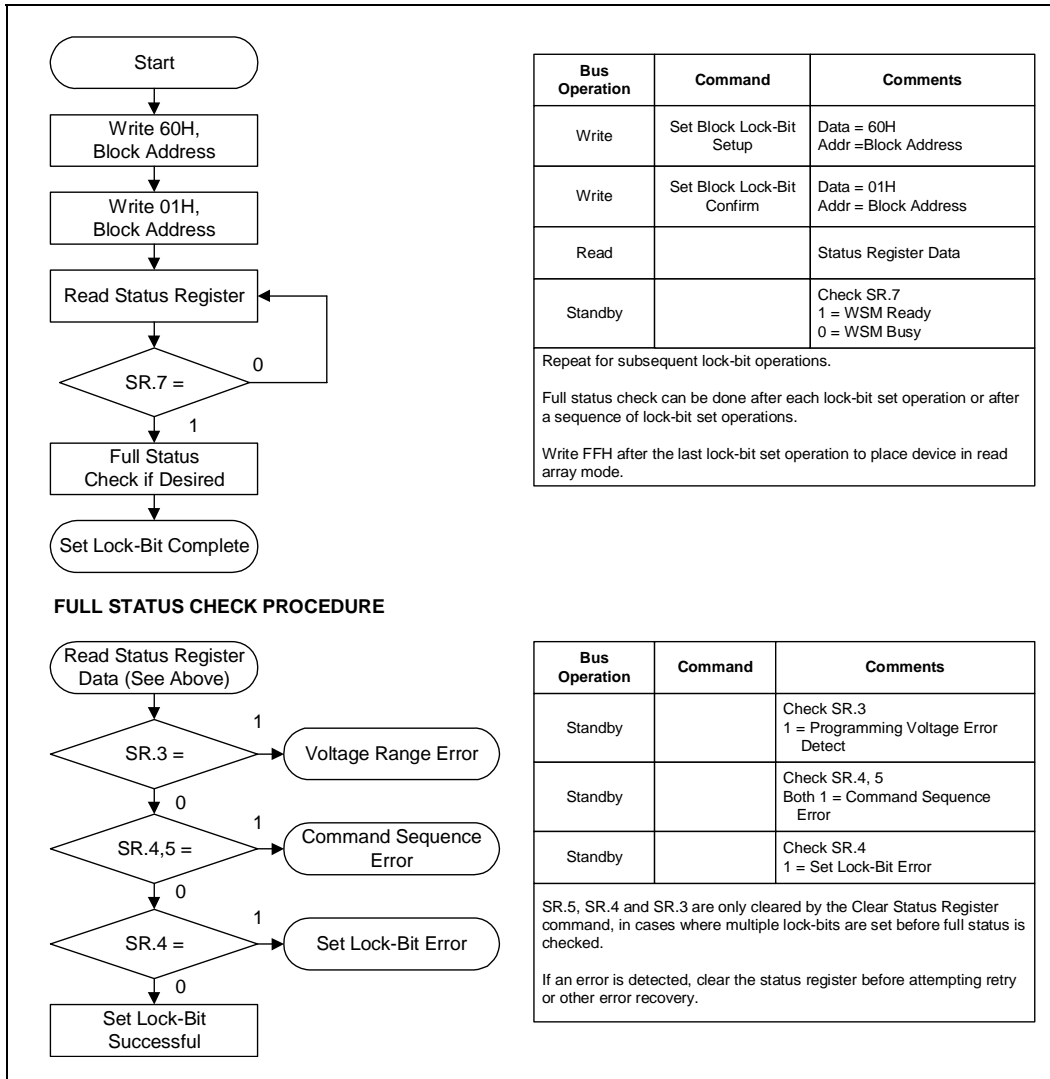 Start
Write 60H,
Block Address
Write 01H,
Block Address
Read Status Register
SR.7 =
0
1
Full Status
Check if Desired
Set Lock-Bit Complete
Bus
Operation
Command
Comments
Write
Set Block Lock-Bit
Setup
Data = 60H
Addr =Block Address
Write
Set Block Lock-Bit
Confirm
Data = 01H
Addr = Block Address
Read
Status Register Data
Standby
Check SR.7
1 = WSM Ready
0 = WSM Busy
Repeat for subsequent lock-bit operations.
Full status check can be done after each lock-bit set operation or after
a sequence of lock-bit set operations.
Write FFH after the last lock-bit set operation to place device in read
array mode.
FULL STATUS CHECK PROCEDURE
Read Status Register
Data (See Above)
SR.3 =
1
Voltage Range Error
0
SR.4,5 =
1
Command Sequence
Error
0
SR.4 =
1
Set Lock-Bit Error
0
Set Lock-Bit
Successful
Bus
Operation
Command
Comments
Standby
Check SR.3
1 = Programming Voltage Error
Detect
Standby
Check SR.4, 5
Both 1 = Command Sequence
Error
Standby
Check SR.4
1 = Set Lock-Bit Error
SR.5, SR.4 and SR.3 are only cleared by the Clear Status Register
command, in cases where multiple lock-bits are set before full status is
checked.
If an error is detected, clear the status register before attempting retry
or other error recovery.